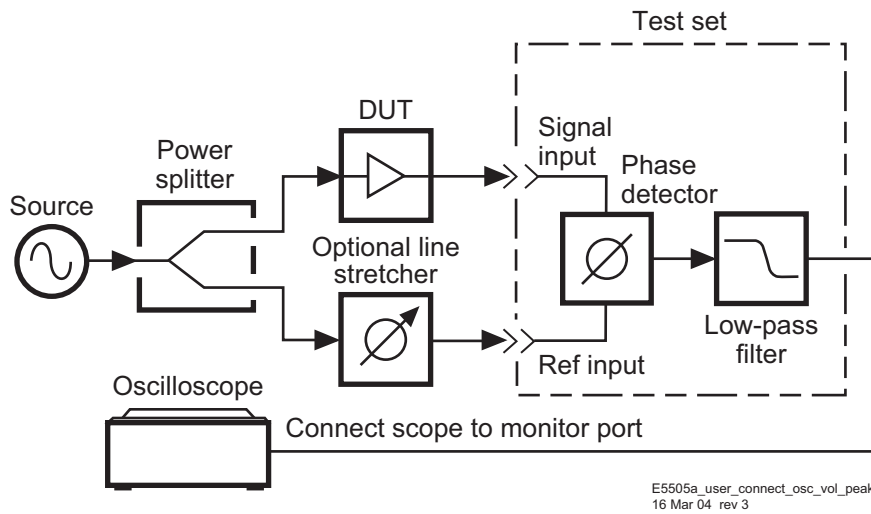 Test set
DUT
Signal
input
Power
splitter
Phase
detector
Source
Optional line
stretcher
Low-pass
filter
Ref input
Oscilloscope
Connect scope to monitor port
E5505a_user_connect_osc_vol_peak
16 Mar 04 rev 3